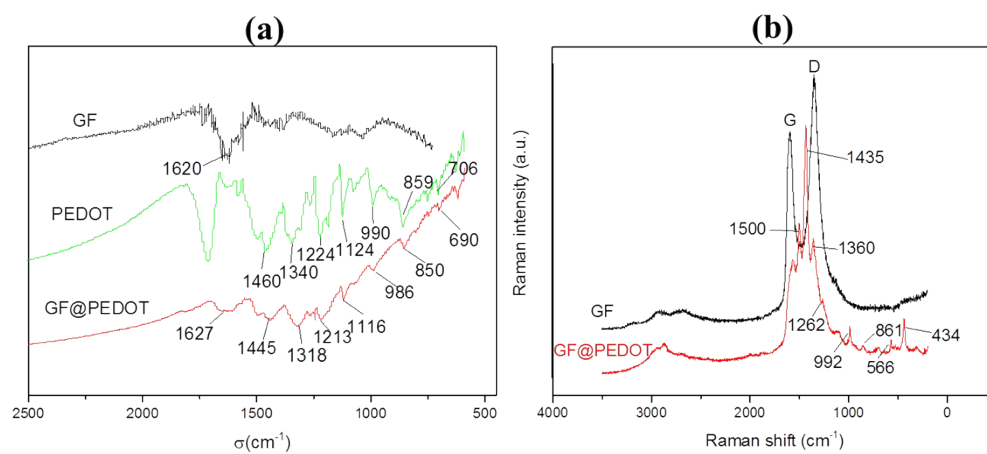 (a)
GF
1620
PEDOT
1460
1340
1224
1124
990
859
706
GF@PEDOT
1627
1445
1318
1213
1116
986
850
690
2500
2000
1500
1000
500
σ(cm⁻¹)
(b)
Raman intensity (a.u.)
D
G
1435
1500
1360
GF
1262
GF@PEDOT
992
861
566
434
4000
3000
2000
1000
0
Raman shift (cm⁻¹)